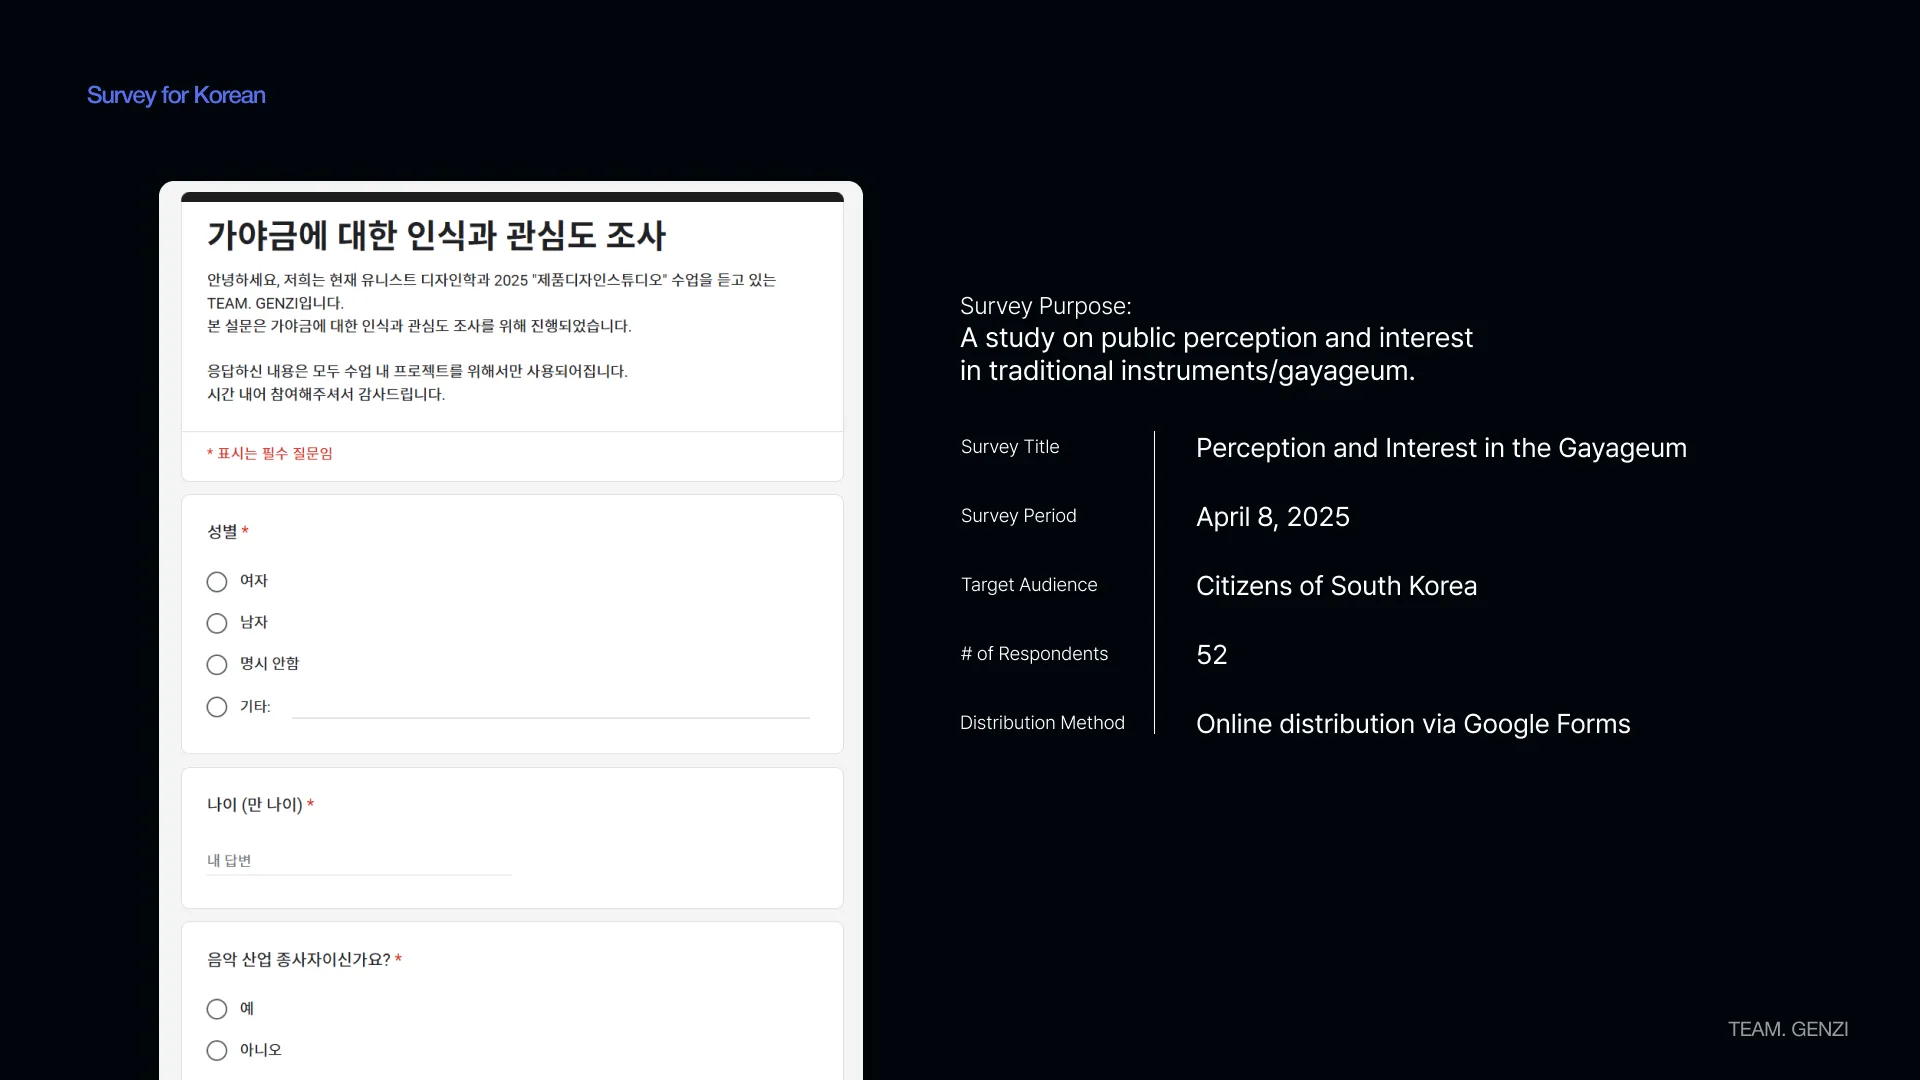 Survey for Korean
가야금에 대한 인식과 관심도 조사
안녕하세요, 저희는 현재 유니스트 디자인학과 2025 "제품디자인스튜디오" 수업을 듣고 있는
TEAM. GENZI입니다.
본 설문은 가야금에 대한 인식과 관심도 조사를 위해 진행되었습니다.
응답하신 내용은 모두 수업 내 프로젝트를 위해서만 사용되어집니다.
시간 내어 참여해주셔서 감사드립니다.
* 표시는 필수 질문임
성별 *
여자
남자
명시 안함
기타:
나이 (만 나이) *
내 답변
음악 산업 종사자이신가요? *
예
아니오
Survey Purpose:
A study on public perception and interest
in traditional instruments/gayageum.
Survey Title
Perception and Interest in the Gayageum
Survey Period
April 8, 2025
Target Audience
Citizens of South Korea
# of Respondents
52
Distribution Method
Online distribution via Google Forms
TEAM. GENZI